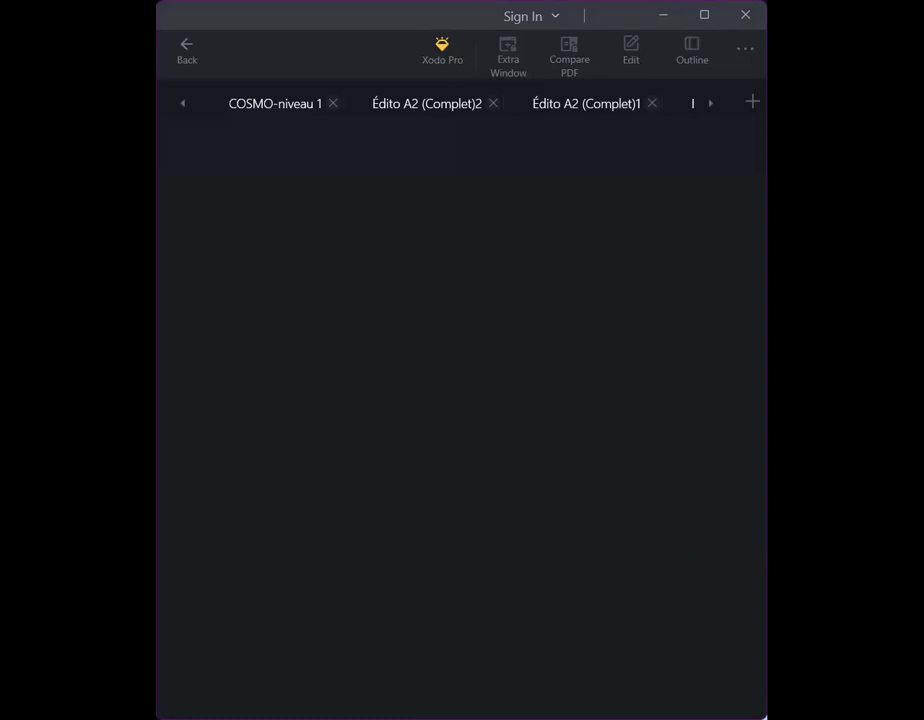 Sign In
Back
Xodo Pro
Extra
Window
Compare
PDF
Edit
Outline
COSMO-niveau 1
Édito A2 (Complet)2
Édito A2 (Complet)1